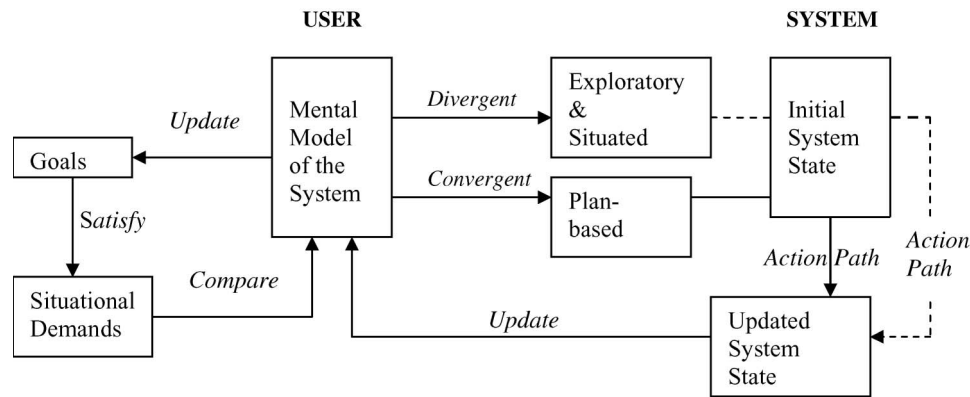 USER
SYSTEM
Mental
Model
of the
System
Divergent
Exploratory
&
Situated
Initial
System
State
Update
Goals
Convergent
Plan-
based
Satisfy
Action Path
Action
Path
Situational
Demands
Compare
Update
Updated
System
State